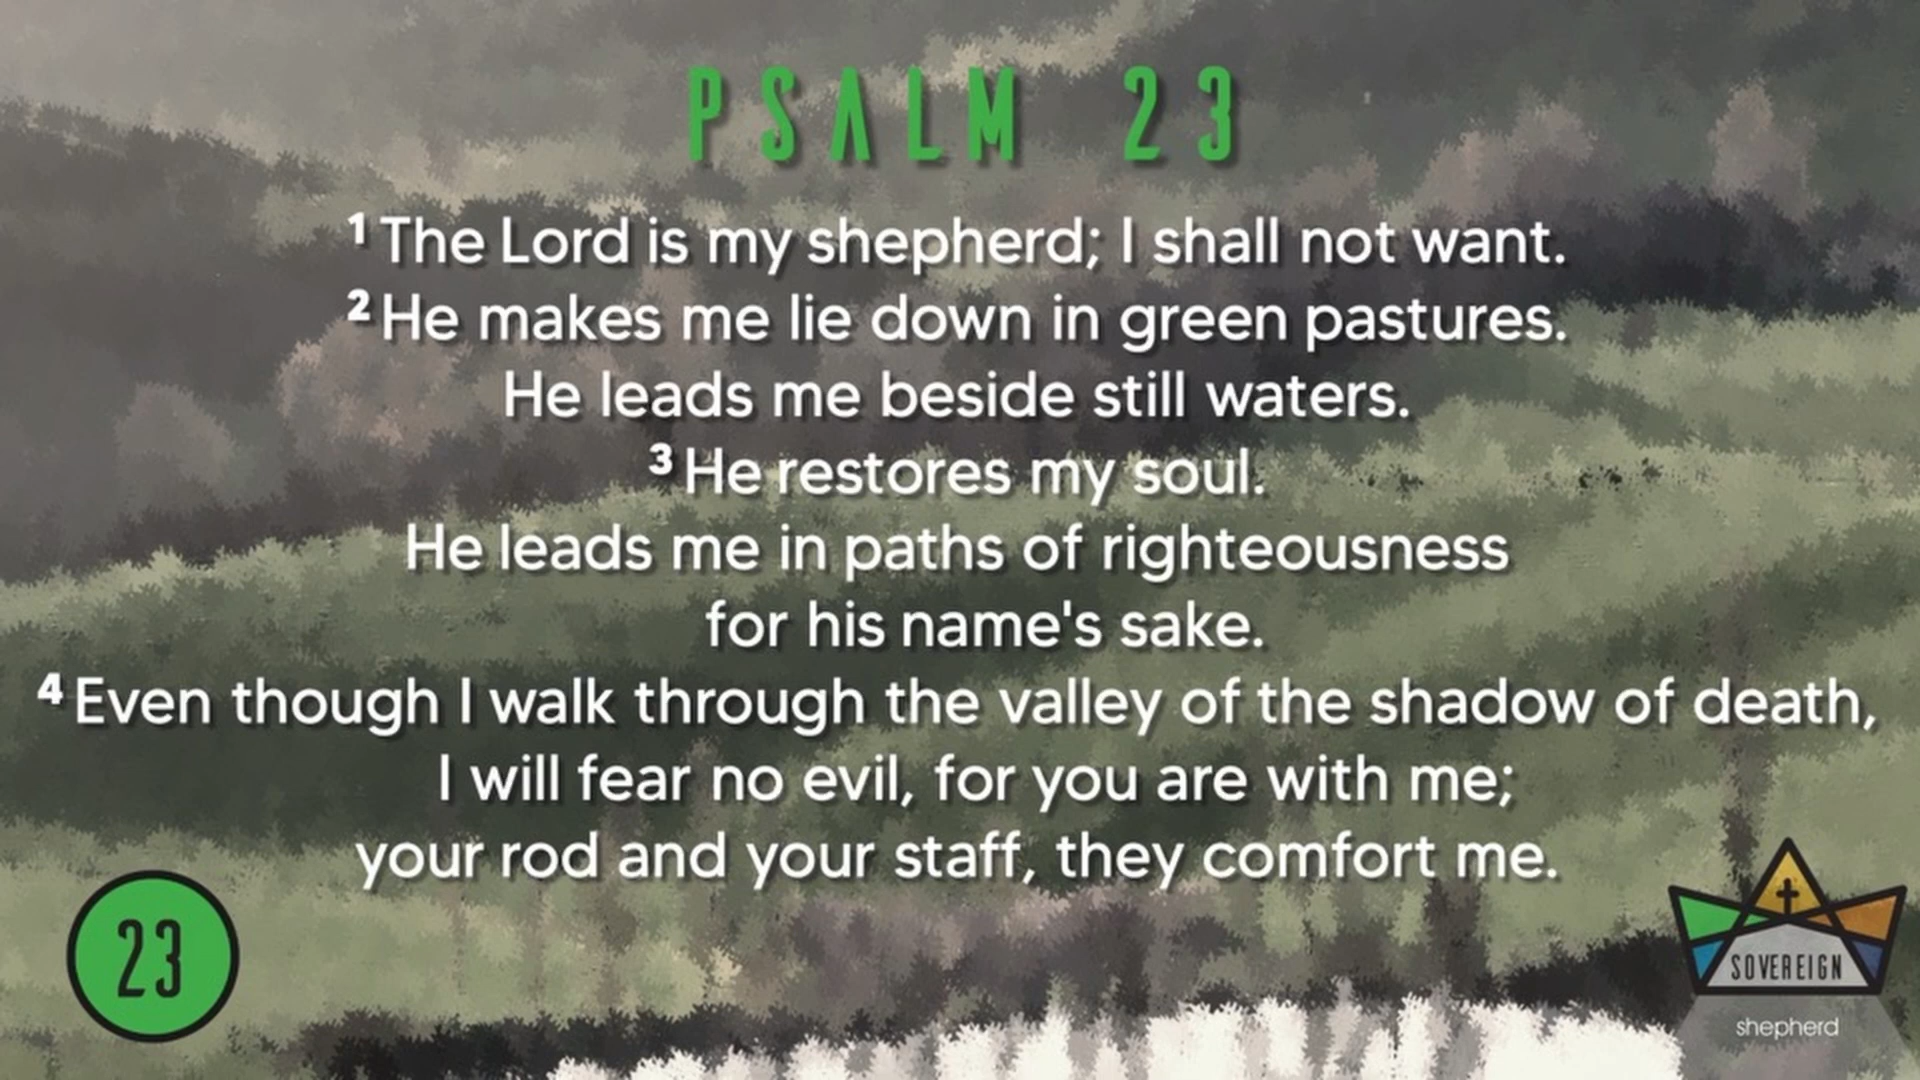 PSALM 23
1 The Lord is my shepherd; I shall not want.
2 He makes me lie down in green pastures.
He leads me beside still waters.
3 He restores my soul.
He leads me in paths of righteousness
for his name's sake.
4 Even though I walk through the valley of the shadow of death,
I will fear no evil, for you are with me;
your rod and your staff, they comfort me.
23
SOVEREIGN
shepherd